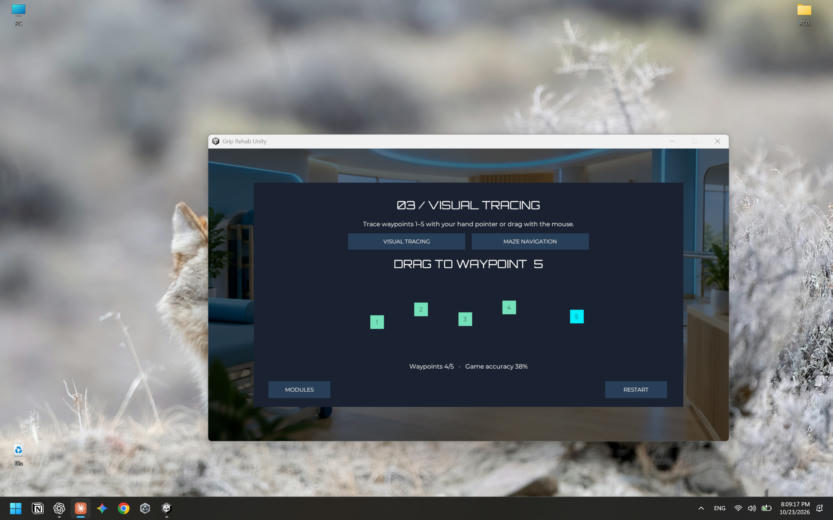 PC
Grip Rehab Unity
03 / VISUAL TRACING
Trace waypoints 1–5 with your hand pointer or drag with the mouse.
VISUAL TRACING
MAZE NAVIGATION
DRAG TO WAYPOINT 5
1
2
3
4
5
Waypoints 4/5 · Game accuracy 38%
MODULES
RESTART
ENG
8:09:17 PM
10/23/2026